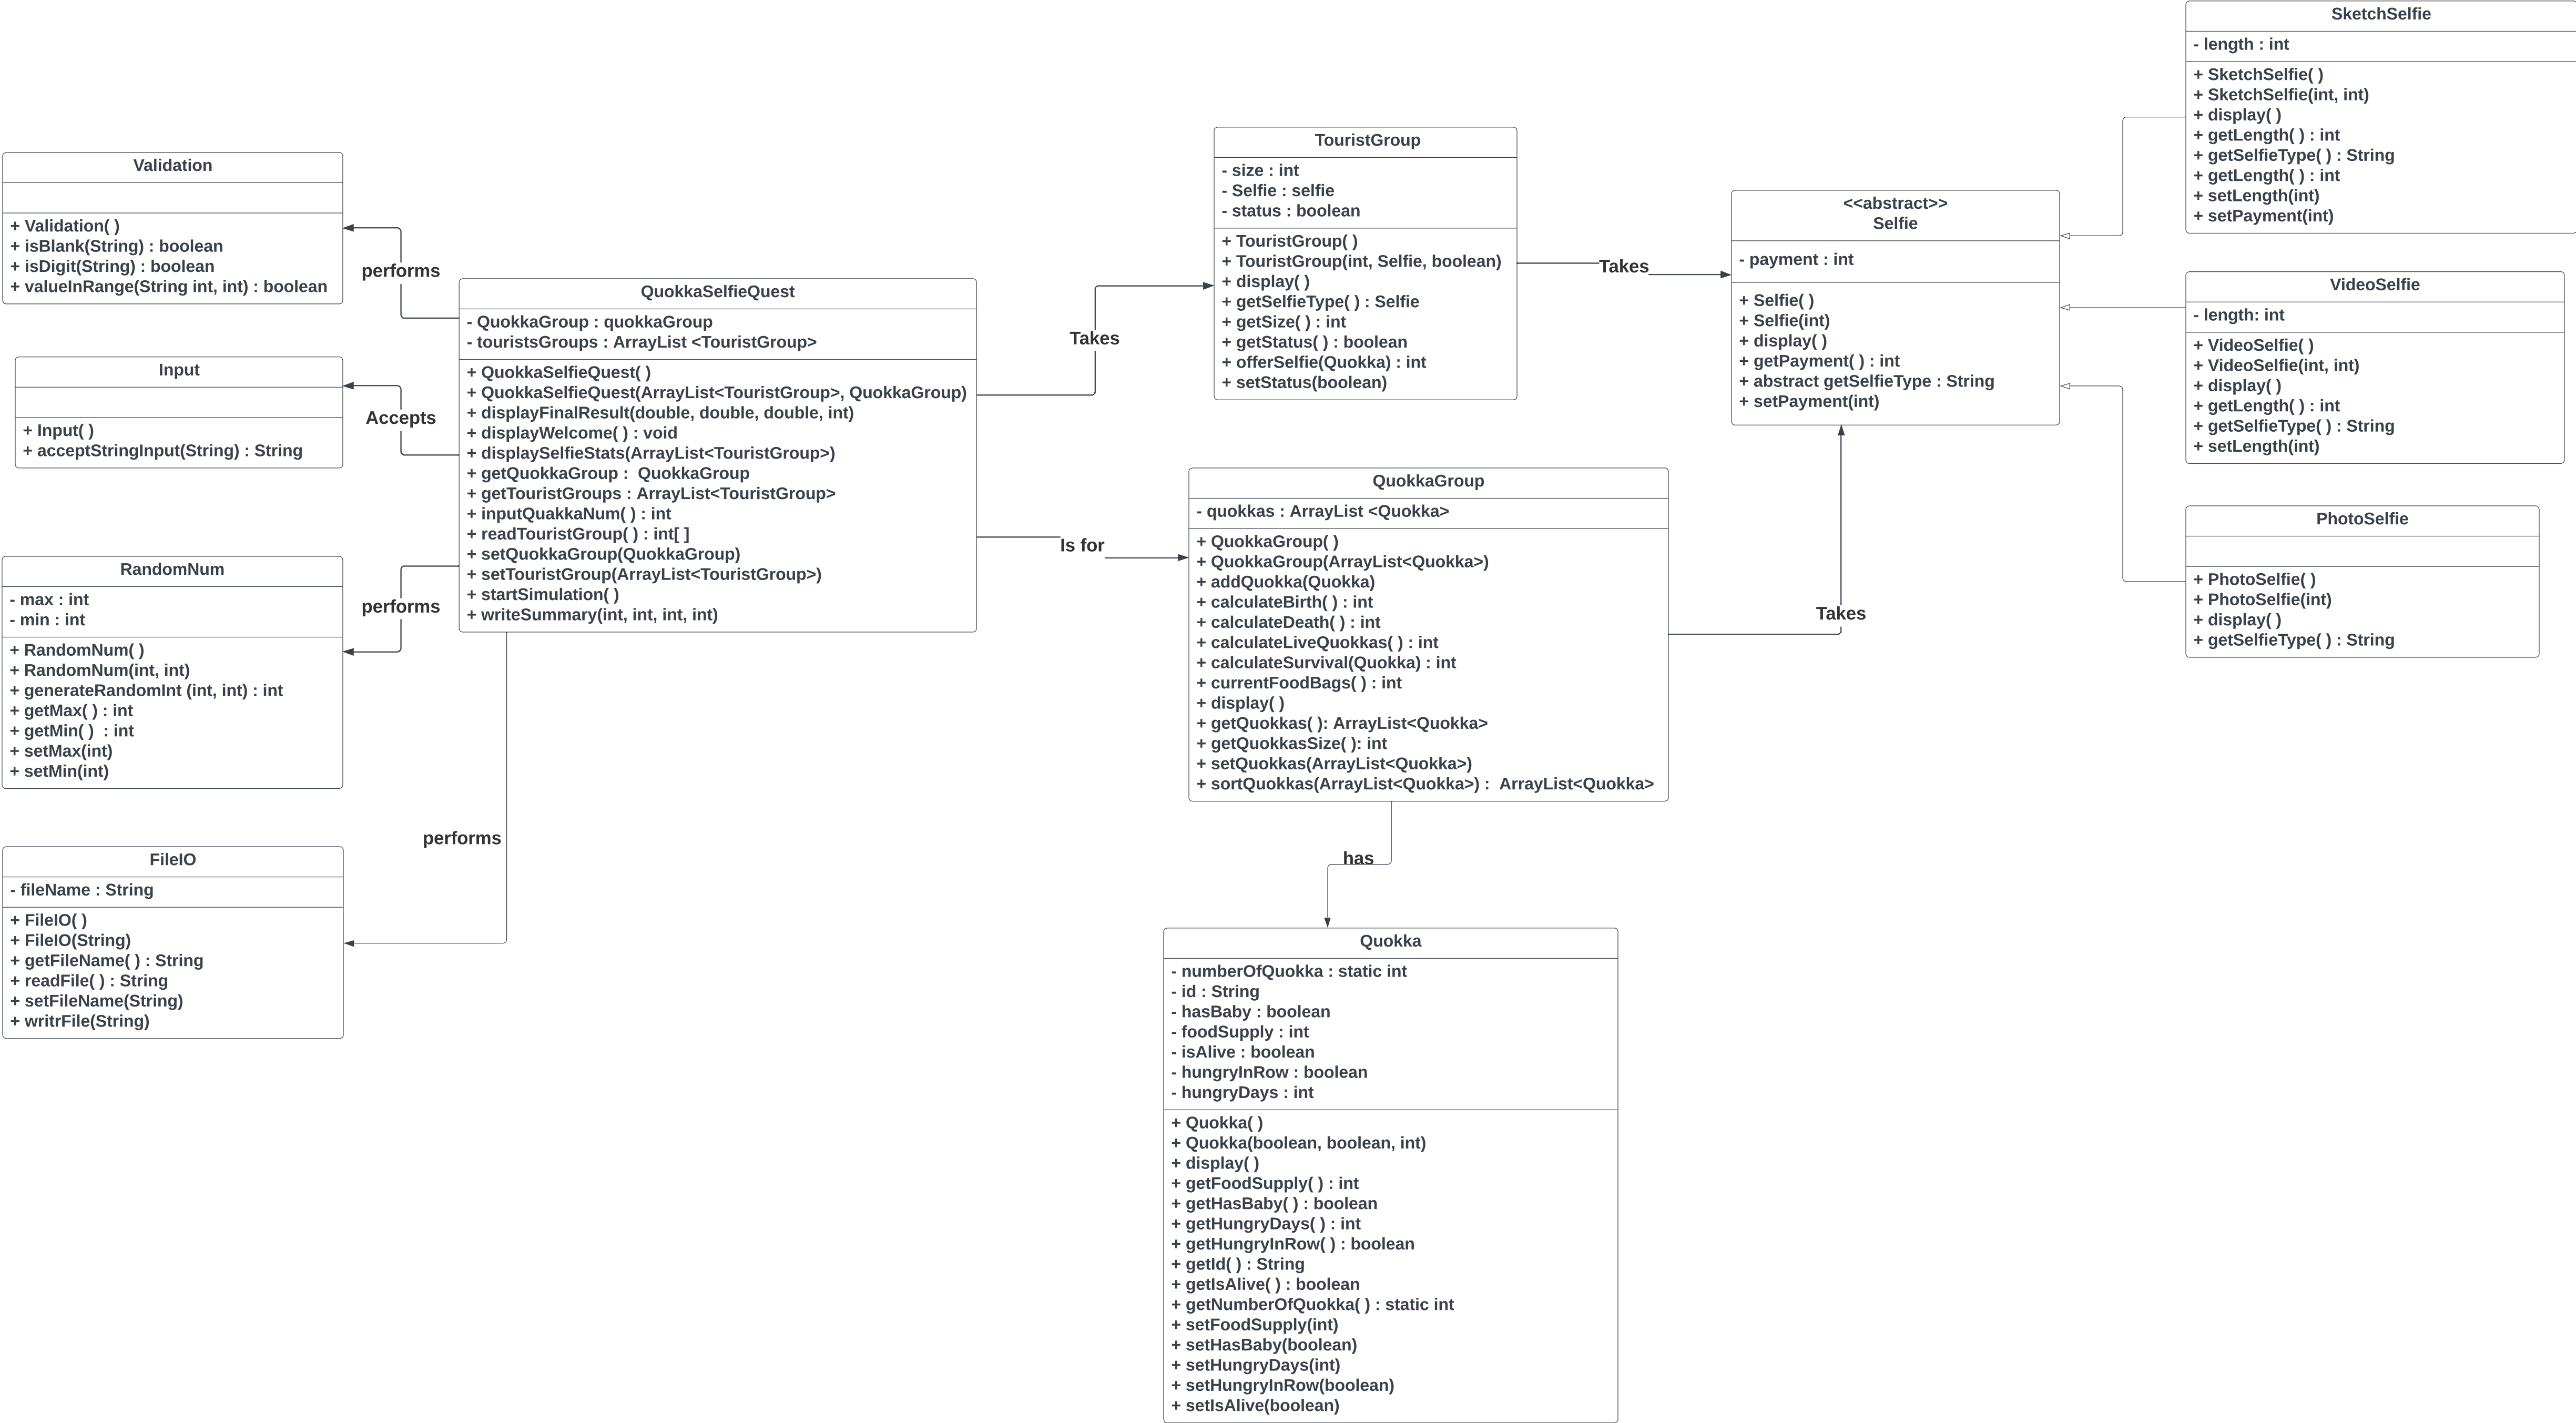 SketchSelfie
- length : int
+ SketchSelfie( )
+ SketchSelfie(int, int)
+ display( )
+ getLength( ) : int
+ getSelfieType( ) : String
+ getLength( ) : int
+ setLength(int)
+ setPayment(int)
TouristGroup
- size : int
- Selfie : selfie
- status : boolean
+ TouristGroup( )
+ TouristGroup(int, Selfie, boolean)
+ display( )
+ getSelfieType( ) : Selfie
+ getSize( ) : int
+ getStatus( ) : boolean
+ offerSelfie(Quokka) : int
+ setStatus(boolean)
Validation
+ Validation( )
+ isBlank(String) : boolean
+ isDigit(String) : boolean
+ valueInRange(String int, int) : boolean
<<abstract>>
Selfie
- payment : int
+ Selfie( )
+ Selfie(int)
+ display( )
+ getPayment( ) : int
+ abstract getSelfieType : String
+ setPayment(int)
Takes
performs
VideoSelfie
- length: int
+ VideoSelfie( )
+ VideoSelfie(int, int)
+ display( )
+ getLength( ) : int
+ getSelfieType( ) : String
+ setLength(int)
QuokkaSelfieQuest
- QuokkaGroup : quokkaGroup
- touristsGroups : ArrayList <TouristGroup>
+ QuokkaSelfieQuest( )
+ QuokkaSelfieQuest(ArrayList<TouristGroup>, QuokkaGroup)
+ displayFinalResult(double, double, double, int)
+ displayWelcome( ) : void
+ displaySelfieStats(ArrayList<TouristGroup>)
+ getQuokkaGroup :  QuokkaGroup
+ getTouristGroups : ArrayList<TouristGroup>
+ inputQuakkaNum( ) : int
+ readTouristGroup( ) : int[ ]
+ setQuokkaGroup(QuokkaGroup)
+ setTouristGroup(ArrayList<TouristGroup>)
+ startSimulation( )
+ writeSummary(int, int, int, int)
Takes
Input
+ Input( )
+ acceptStringInput(String) : String
Accepts
QuokkaGroup
- quokkas : ArrayList <Quokka>
+ QuokkaGroup( )
+ QuokkaGroup(ArrayList<Quokka>)
+ addQuokka(Quokka)
+ calculateBirth( ) : int
+ calculateDeath( ) : int
+ calculateLiveQuokkas( ) : int
+ calculateSurvival(Quokka) : int
+ currentFoodBags( ) : int
+ display( )
+ getQuokkas( ): ArrayList<Quokka>
+ getQuokkasSize( ): int
+ setQuokkas(ArrayList<Quokka>)
+ sortQuokkas(ArrayList<Quokka>) :  ArrayList<Quokka>
PhotoSelfie
+ PhotoSelfie( )
+ PhotoSelfie(int)
+ display( )
+ getSelfieType( ) : String
Is for
RandomNum
- max : int
- min : int
+ RandomNum( )
+ RandomNum(int, int)
+ generateRandomInt (int, int) : int
+ getMax( ) : int
+ getMin( )  : int
+ setMax(int)
+ setMin(int)
performs
Takes
performs
FileIO
- fileName : String
+ FileIO( )
+ FileIO(String)
+ getFileName( ) : String
+ readFile( ) : String
+ setFileName(String)
+ writrFile(String)
has
Quokka
- numberOfQuokka : static int
- id : String
- hasBaby : boolean
- foodSupply : int
- isAlive : boolean
- hungryInRow : boolean
- hungryDays : int
+ Quokka( )
+ Quokka(boolean, boolean, int)
+ display( )
+ getFoodSupply( ) : int
+ getHasBaby( ) : boolean
+ getHungryDays( ) : int
+ getHungryInRow( ) : boolean
+ getId( ) : String
+ getIsAlive( ) : boolean
+ getNumberOfQuokka( ) : static int
+ setFoodSupply(int)
+ setHasBaby(boolean)
+ setHungryDays(int)
+ setHungryInRow(boolean)
+ setIsAlive(boolean)